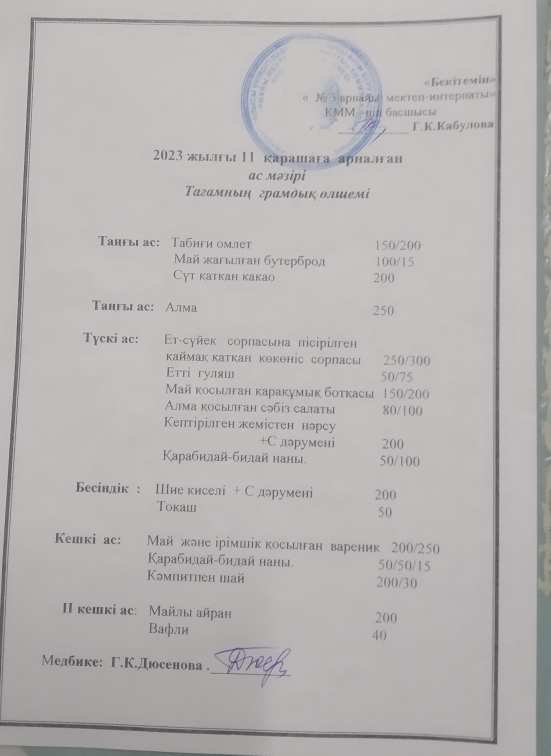 «Бекітемін»
« № 5 арнайы мектеп-интернаты»
КММ -нің басшысы
Г.К.Кабулова
2023 жылғы 11 қарашаға арналған
ас мәзірі
Тағамның грамдық өлшемі
Таңғы ас: Табиғи омлет 150/200
Май жағылған бутерброд 100/15
Сүт қатқан какао 200
Таңғы ас: Алма 250
Түскі ас: Ет-сүйек сорпасына пісірілген
қаймақ қатқан көкөніс сорпасы 250/300
Етті гуляш 50/75
Май қосылған қарақұмық ботқасы 150/200
Алма қосылған сәбіз салаты 80/100
Кептірілген жемістен нәрсу
+С дәрумені 200
Қарабидай-бидай наны. 50/100
Бесіндік : Шие киселі + С дәрумені 200
Тоқаш 50
Кешкі ас: Май және ірімшік қосылған вареник 200/250
Қарабидай-бидай наны. 50/50/15
Кәмпитпен шай 200/30
II кешкі ас: Майлы айран 200
Вафли 40
Медбике: Г.К.Дюсенова .